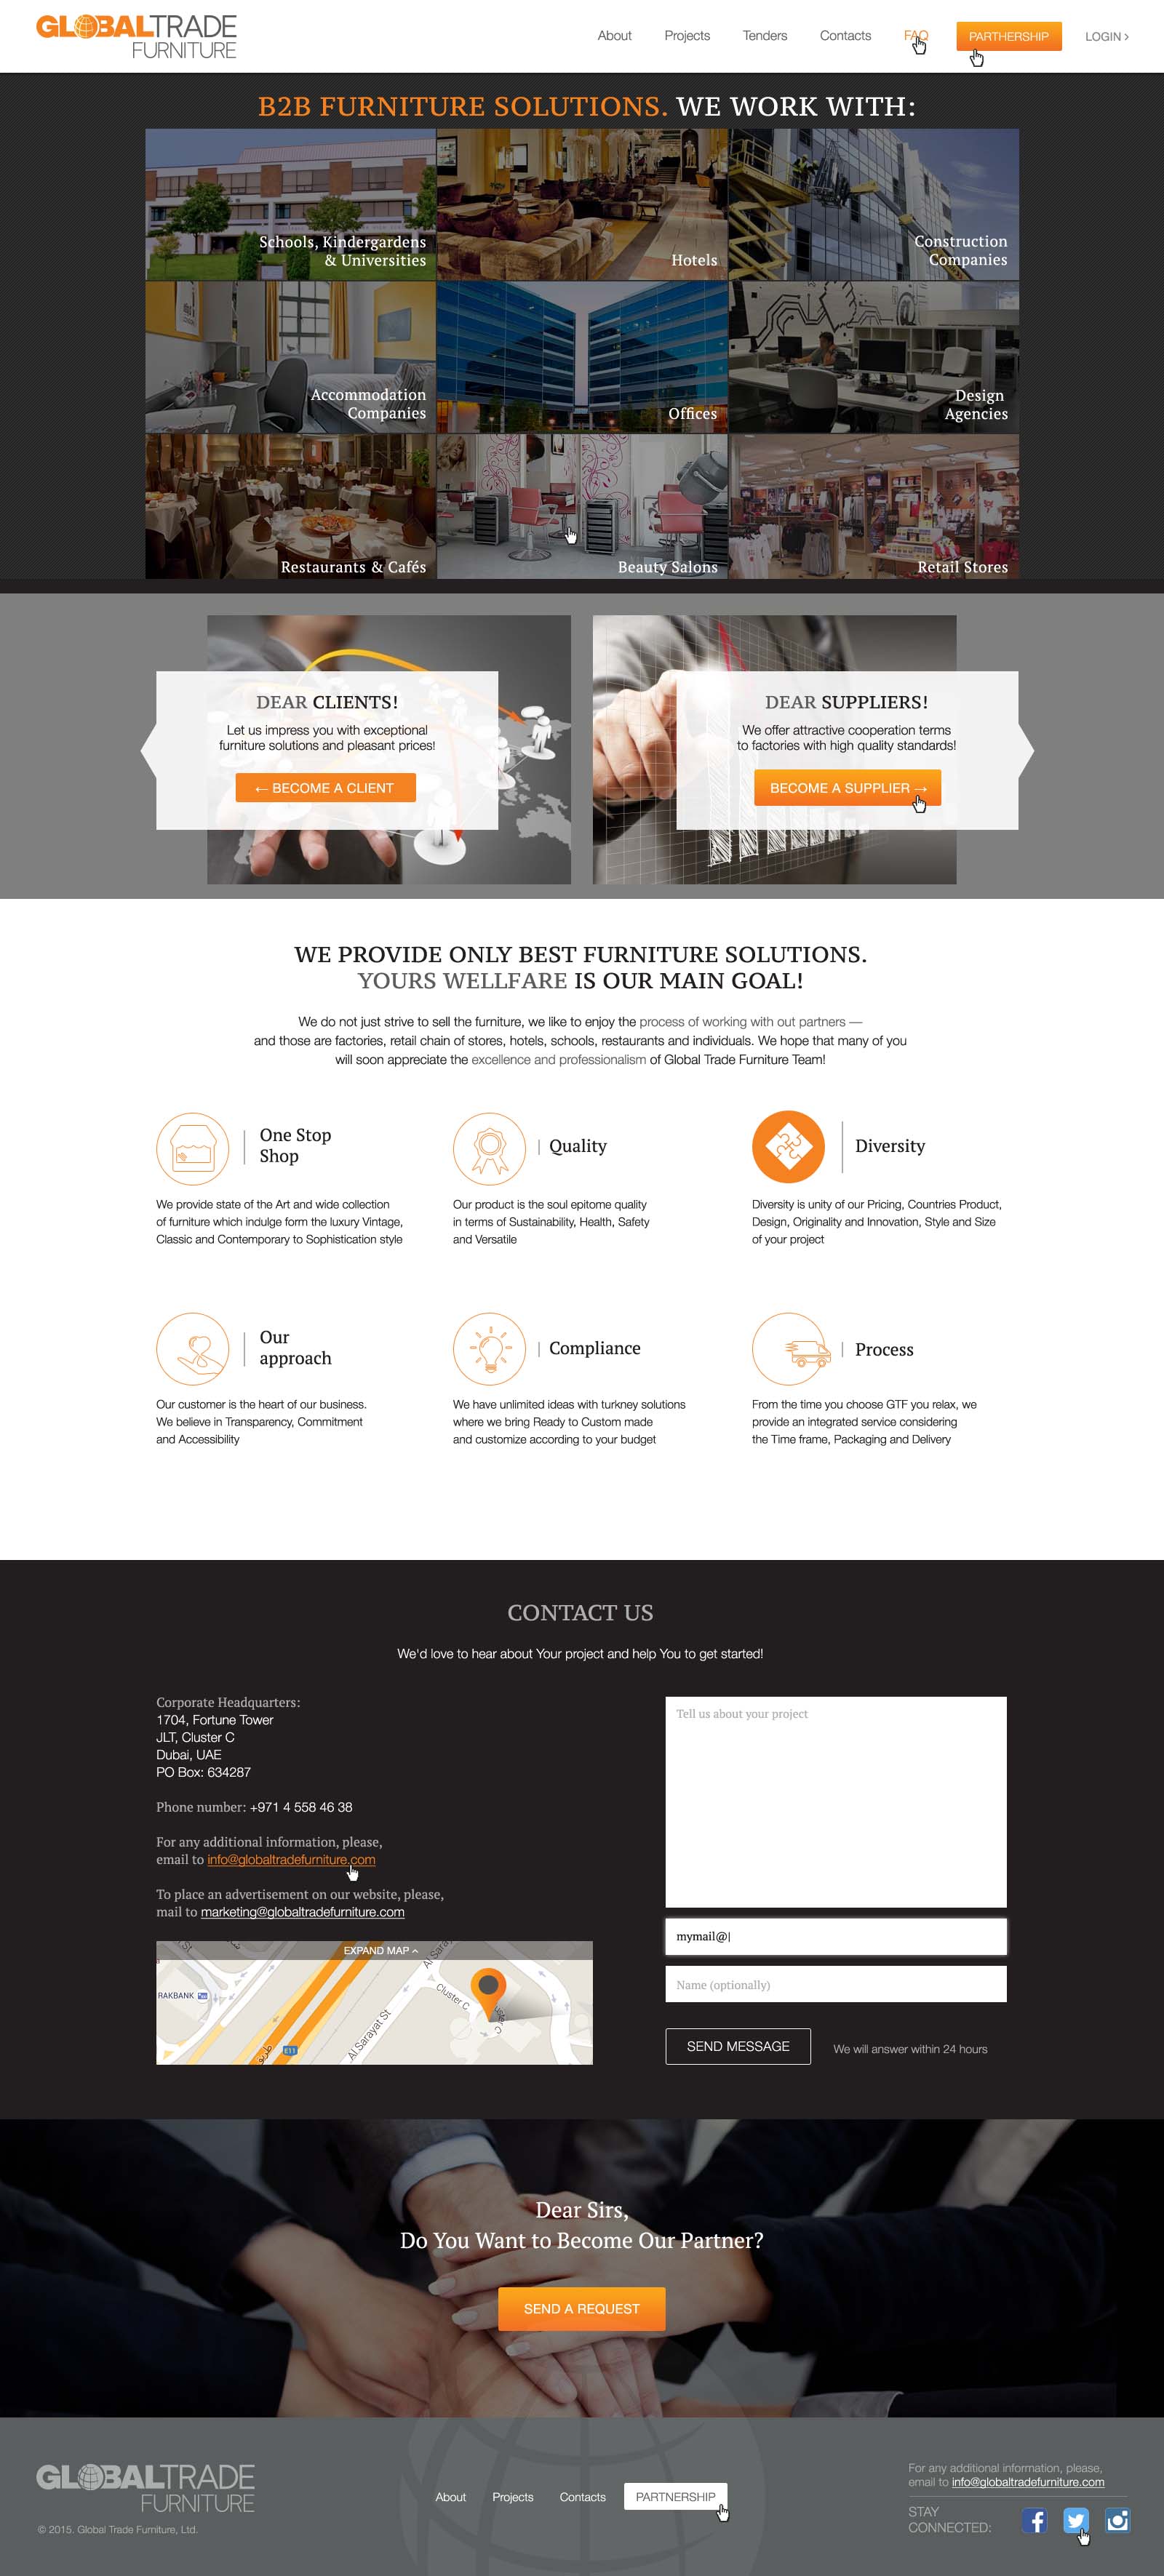 GLOBALTRADE
FURNITURE
About Projects Tenders Contacts FAQ PARTHERSHIP LOGIN >
B2B FURNITURE SOLUTIONS. WE WORK WITH:
Schools, Kindergardens
& Universities
Hotels
Construction
Companies
Accommodation
Companies
Offices
Design
Agencies
Restaurants & Cafés
Beauty Salons
Retail Stores
DEAR CLIENTS!
Let us impress you with exceptional
furniture solutions and pleasant prices!
← BECOME A CLIENT
DEAR SUPPLIERS!
We offer attractive cooperation terms
to factories with high quality standards!
BECOME A SUPPLIER →
WE PROVIDE ONLY BEST FURNITURE SOLUTIONS.
YOURS WELLFARE IS OUR MAIN GOAL!
We do not just strive to sell the furniture, we like to enjoy the process of working with out partners —
and those are factories, retail chain of stores, hotels, schools, restaurants and individuals. We hope that many of you
will soon appreciate the excellence and professionalism of Global Trade Furniture Team!
One Stop
Shop
We provide state of the Art and wide collection
of furniture which indulge form the luxury Vintage,
Classic and Contemporary to Sophistication style
Quality
Our product is the soul epitome quality
in terms of Sustainability, Health, Safety
and Versatile
Diversity
Diversity is unity of our Pricing, Countries Product,
Design, Originality and Innovation, Style and Size
of your project
Our
approach
Our customer is the heart of our business.
We believe in Transparency, Commitment
and Accessibility
Compliance
We have unlimited ideas with turkney solutions
where we bring Ready to Custom made
and customize according to your budget
Process
From the time you choose GTF you relax, we
provide an integrated service considering
the Time frame, Packaging and Delivery
CONTACT US
We'd love to hear about Your project and help You to get started!
Corporate Headquarters:
1704, Fortune Tower
JLT, Cluster C
Dubai, UAE
PO Box: 634287
Phone number: +971 4 558 46 38
For any additional information, please,
email to info@globaltradefurniture.com
To place an advertisement on our website, please,
mail to marketing@globaltradefurniture.com
EXPAND MAP ^
RAKBANK
Cluster C
Al Sarayat St
E11
Tell us about your project
mymail@|
Name (optionally)
SEND MESSAGE
We will answer within 24 hours
Dear Sirs,
Do You Want to Become Our Partner?
SEND A REQUEST
GLOBALTRADE
FURNITURE
© 2015. Global Trade Furniture, Ltd.
About Projects Contacts PARTNERSHIP
For any additional information, please,
email to info@globaltradefurniture.com
STAY
CONNECTED: